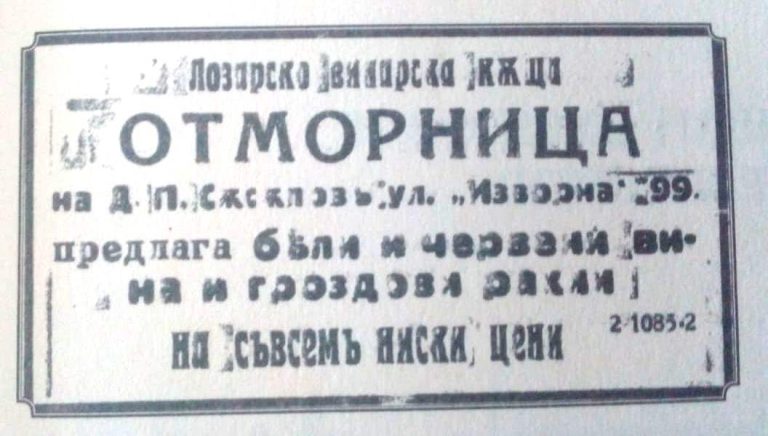 Лозарско винарска кѫща
ОТМОРНИЦА
на Д. П. ул. „Изворна“ 99.
предлага бѣли и червени ви-
на и гроздови ракии
на съвсемъ ниски цени
2-1085-2